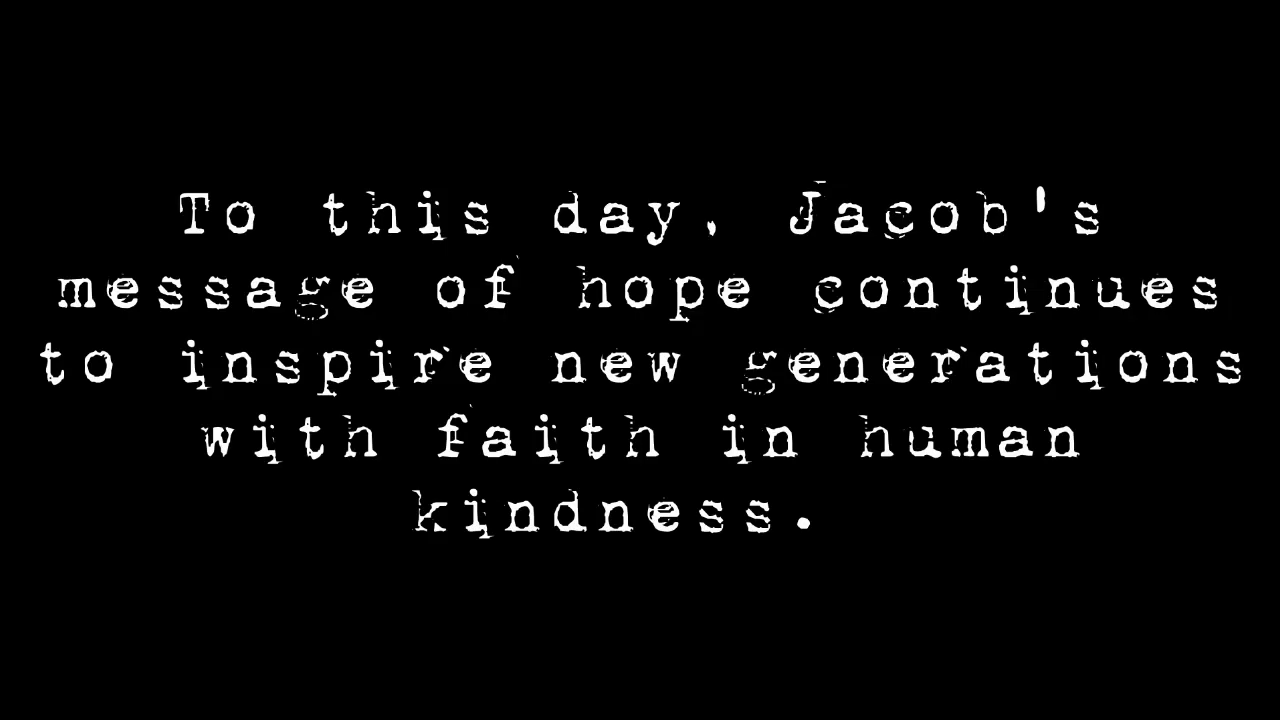 To this day, Jacob's
message of hope continues
to inspire new generations
with faith in human
kindness.